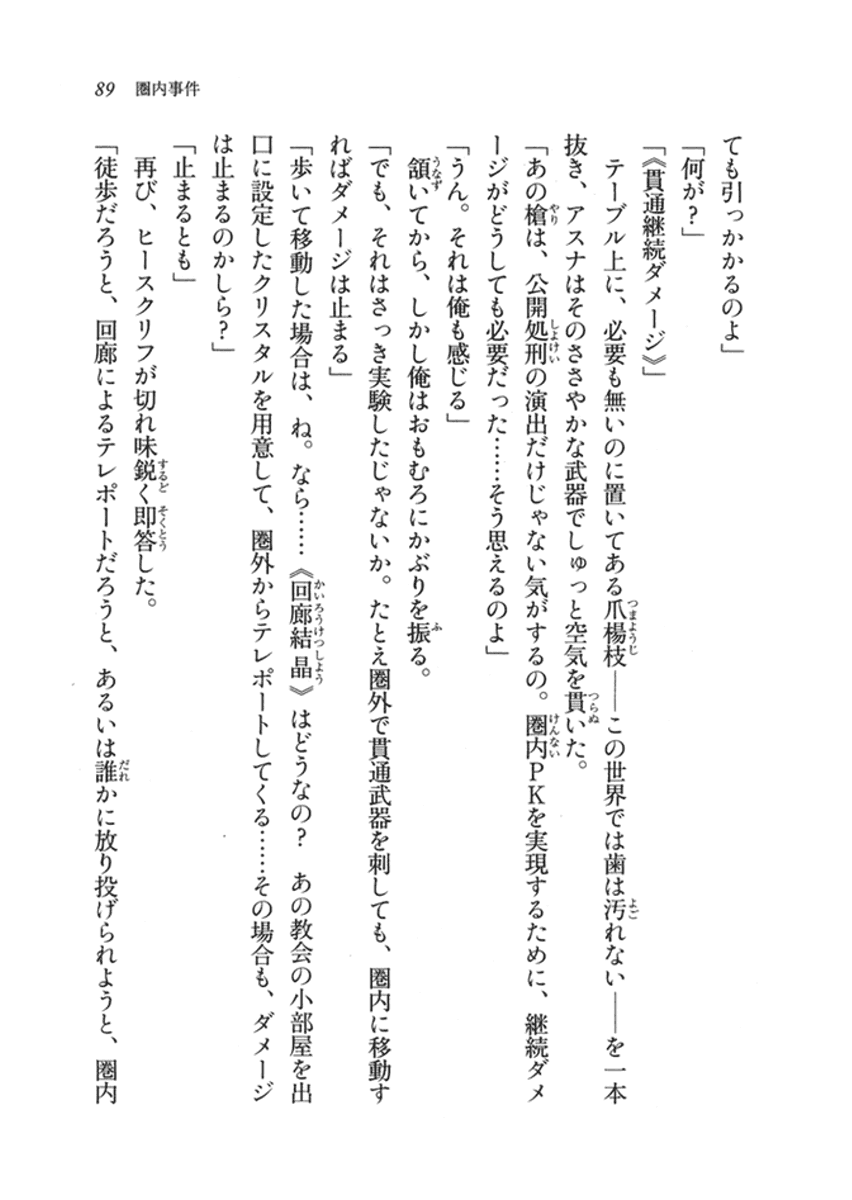 89　圏内事件
ても引っかかるのよ」
「何が？」
「《貫通継続ダメージ》」
　テーブル上に、必要も無いのに置いてある爪楊枝――この世界では歯は汚れない――を一本
抜き、アスナはそのささやかな武器でしゅっと空気を貫いた。
「あの槍は、公開処刑の演出だけじゃない気がするの。圏内ＰＫを実現するために、継続ダメ
ージがどうしても必要だった……そう思えるのよ」
「うん。それは俺も感じる」
　頷いてから、しかし俺はおもむろにかぶりを振る。
「でも、それはさっき実験したじゃないか。たとえ圏外で貫通武器を刺しても、圏内に移動す
ればダメージは止まる」
「歩いて移動した場合は、ね。なら……《回廊結晶》はどうなの？　あの教会の小部屋を出
口に設定したクリスタルを用意して、圏外からテレポートしてくる……その場合も、ダメージ
は止まるのかしら？」
「止まるとも」
　再び、ヒースクリフが切れ味鋭く即答した。
「徒歩だろうと、回廊によるテレポートだろうと、あるいは誰かに放り投げられようと、圏内